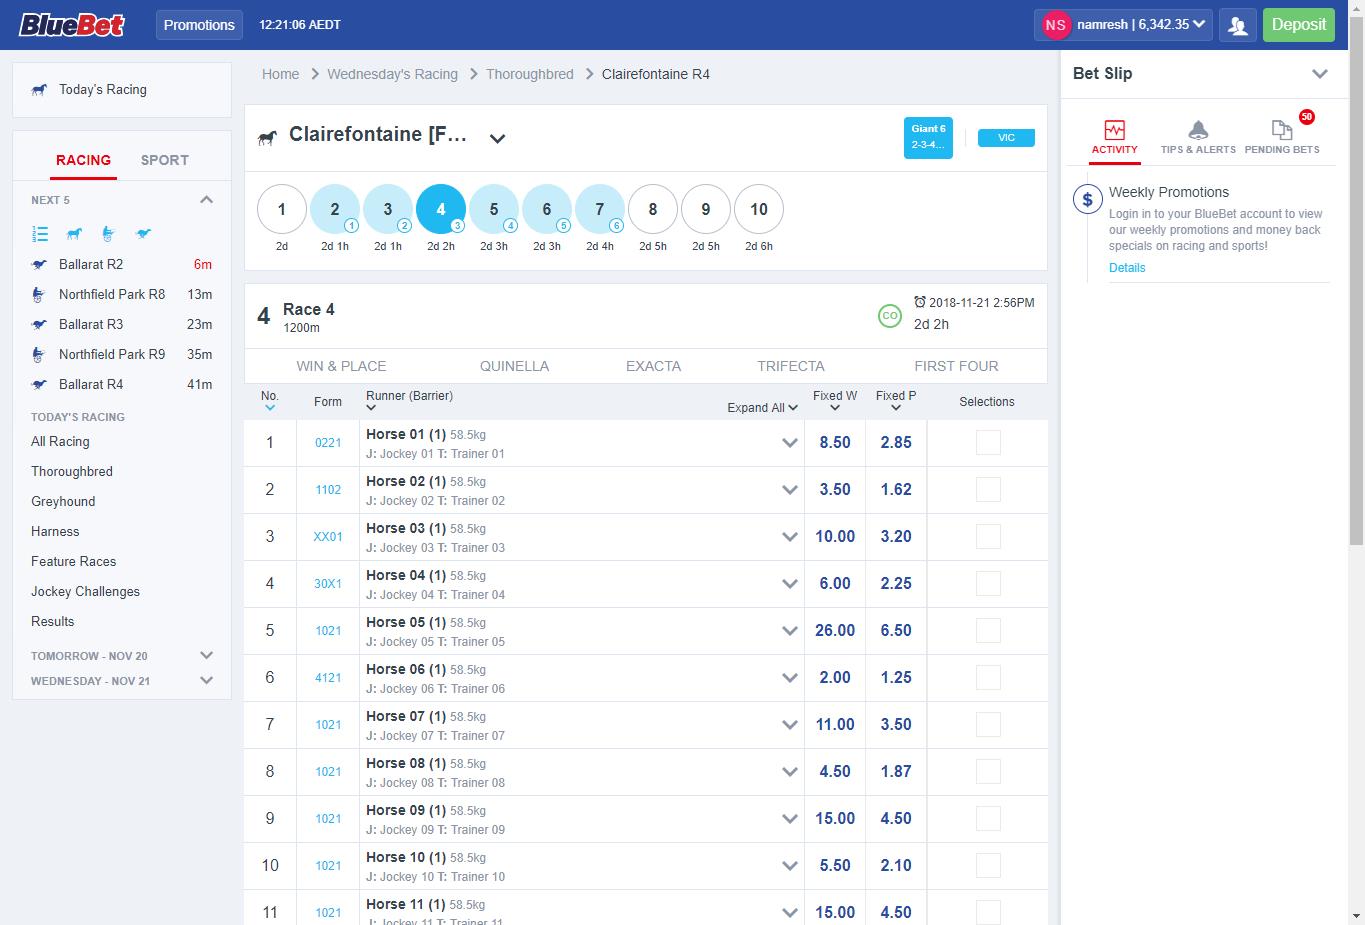 BlueBet
Promotions
12:21:06 AEDT
NS
namresh | 6,342.35
Deposit
Today's Racing
RACING
SPORT
NEXT 5
Ballarat R2 6m
Northfield Park R8 13m
Ballarat R3 23m
Northfield Park R9 35m
Ballarat R4 41m
TODAY'S RACING
All Racing
Thoroughbred
Greyhound
Harness
Feature Races
Jockey Challenges
Results
TOMORROW - NOV 20
WEDNESDAY - NOV 21
Home > Wednesday's Racing > Thoroughbred > Clairefontaine R4
Clairefontaine [F...
Giant 6
2-3-4...
VIC
1 2 3 4 5 6 7 8 9 10
1 2 3 4 5 6
2d 2d 1h 2d 1h 2d 2h 2d 3h 2d 3h 2d 4h 2d 5h 2d 5h 2d 6h
4 Race 4
1200m
CO
2018-11-21 2:56PM
2d 2h
WIN & PLACE QUINELLA EXACTA TRIFECTA FIRST FOUR
No. Form Runner (Barrier) Expand All Fixed W Fixed P Selections
1 0221 Horse 01 (1) 58.5kg 8.50 2.85
J: Jockey 01 T: Trainer 01
2 1102 Horse 02 (1) 58.5kg 3.50 1.62
J: Jockey 02 T: Trainer 02
3 XX01 Horse 03 (1) 58.5kg 10.00 3.20
J: Jockey 03 T: Trainer 03
4 30X1 Horse 04 (1) 58.5kg 6.00 2.25
J: Jockey 04 T: Trainer 04
5 1021 Horse 05 (1) 58.5kg 26.00 6.50
J: Jockey 05 T: Trainer 05
6 4121 Horse 06 (1) 58.5kg 2.00 1.25
J: Jockey 06 T: Trainer 06
7 1021 Horse 07 (1) 58.5kg 11.00 3.50
J: Jockey 07 T: Trainer 07
8 1021 Horse 08 (1) 58.5kg 4.50 1.87
J: Jockey 08 T: Trainer 08
9 1021 Horse 09 (1) 58.5kg 15.00 4.50
J: Jockey 09 T: Trainer 09
10 1021 Horse 10 (1) 58.5kg 5.50 2.10
J: Jockey 10 T: Trainer 10
11 1021 Horse 11 (1) 58.5kg 15.00 4.50
J: Jockey 11 T: Trainer 11
Bet Slip
50
ACTIVITY
TIPS & ALERTS
PENDING BETS
$
Weekly Promotions
Login in to your BlueBet account to view
our weekly promotions and money back
specials on racing and sports!
Details